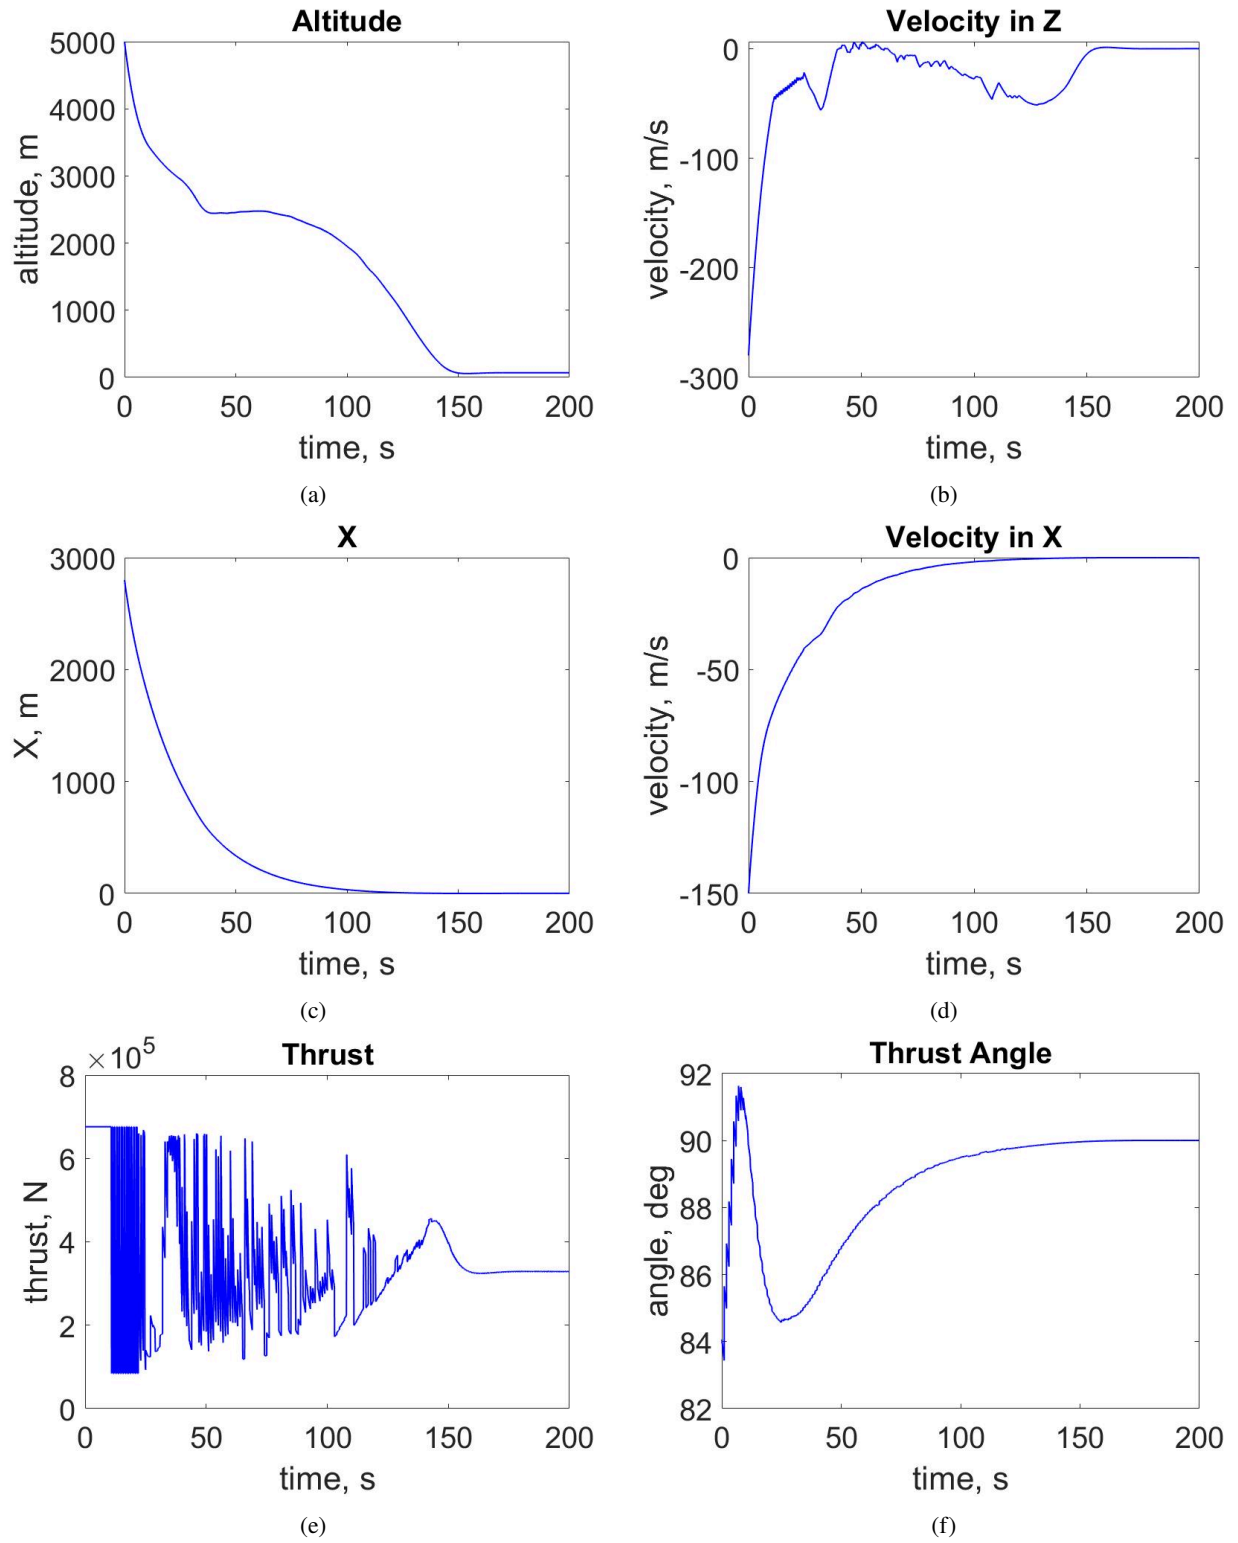 Altitude
5000
4000
3000
2000
1000
0
0 50 100 150 200
altitude, m
time, s
(a)
Velocity in Z
0
-100
-200
-300
0 50 100 150 200
velocity, m/s
time, s
(b)
X
3000
2000
1000
0
0 50 100 150 200
X, m
time, s
(c)
Velocity in X
0
-50
-100
-150
0 50 100 150 200
velocity, m/s
time, s
(d)
×10⁵
Thrust
8
6
4
2
0
0 50 100 150 200
thrust, N
time, s
(e)
Thrust Angle
92
90
88
86
84
82
0 50 100 150 200
angle, deg
time, s
(f)